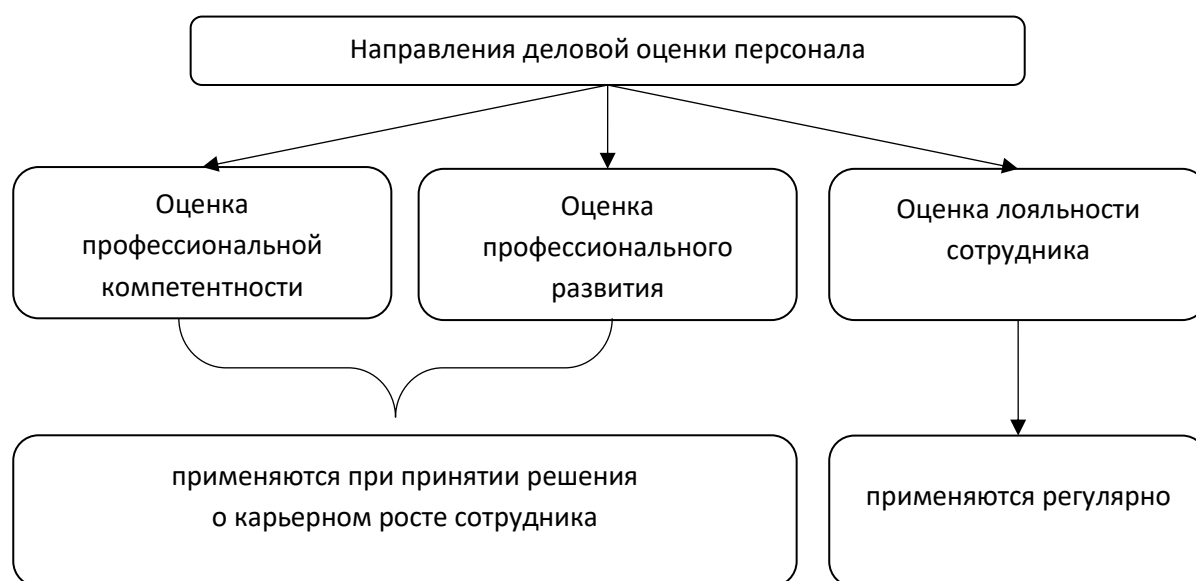 Направления деловой оценки персонала
Оценка
профессиональной
компетентности
Оценка
профессионального
развития
Оценка лояльности
сотрудника
применяются при принятии решения
о карьерном росте сотрудника
применяются регулярно